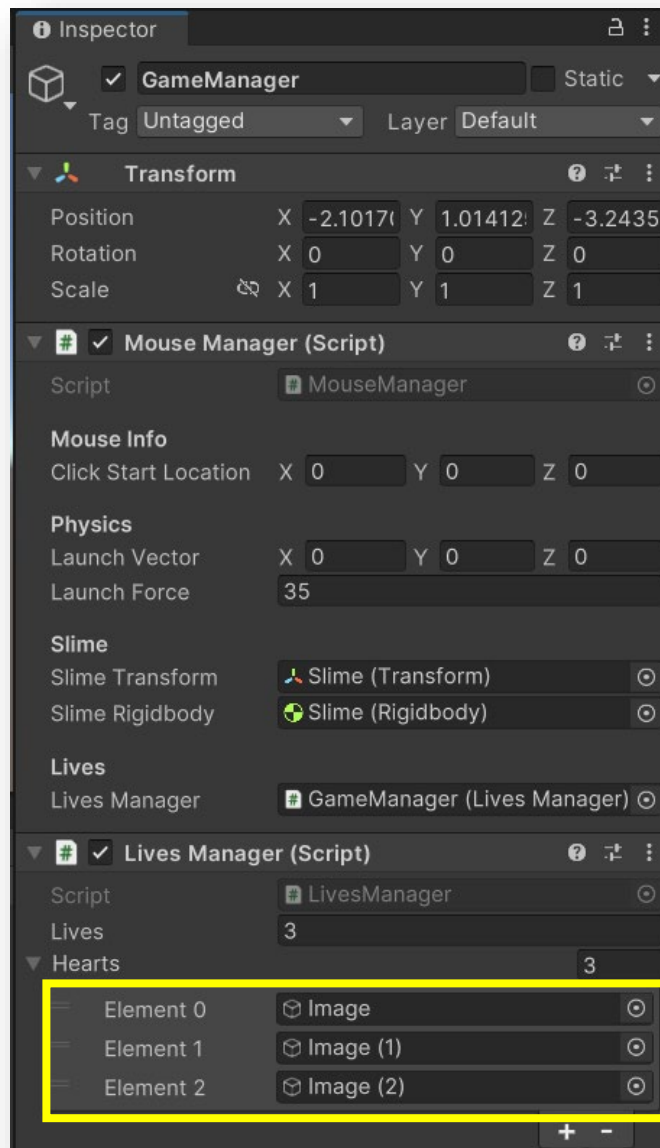 Inspector
GameManager Static
Tag Untagged Layer Default
Transform
Position X -2.1017( Y 1.01412 Z -3.2435
Rotation X 0 Y 0 Z 0
Scale X 1 Y 1 Z 1
# Mouse Manager (Script)
Script # MouseManager
Mouse Info
Click Start Location X 0 Y 0 Z 0
Physics
Launch Vector X 0 Y 0 Z 0
Launch Force 35
Slime
Slime Transform Slime (Transform)
Slime Rigidbody Slime (Rigidbody)
Lives
Lives Manager # GameManager (Lives Manager)
# Lives Manager (Script)
Script # LivesManager
Lives 3
Hearts 3
Element 0 Image
Element 1 Image (1)
Element 2 Image (2)
+ -